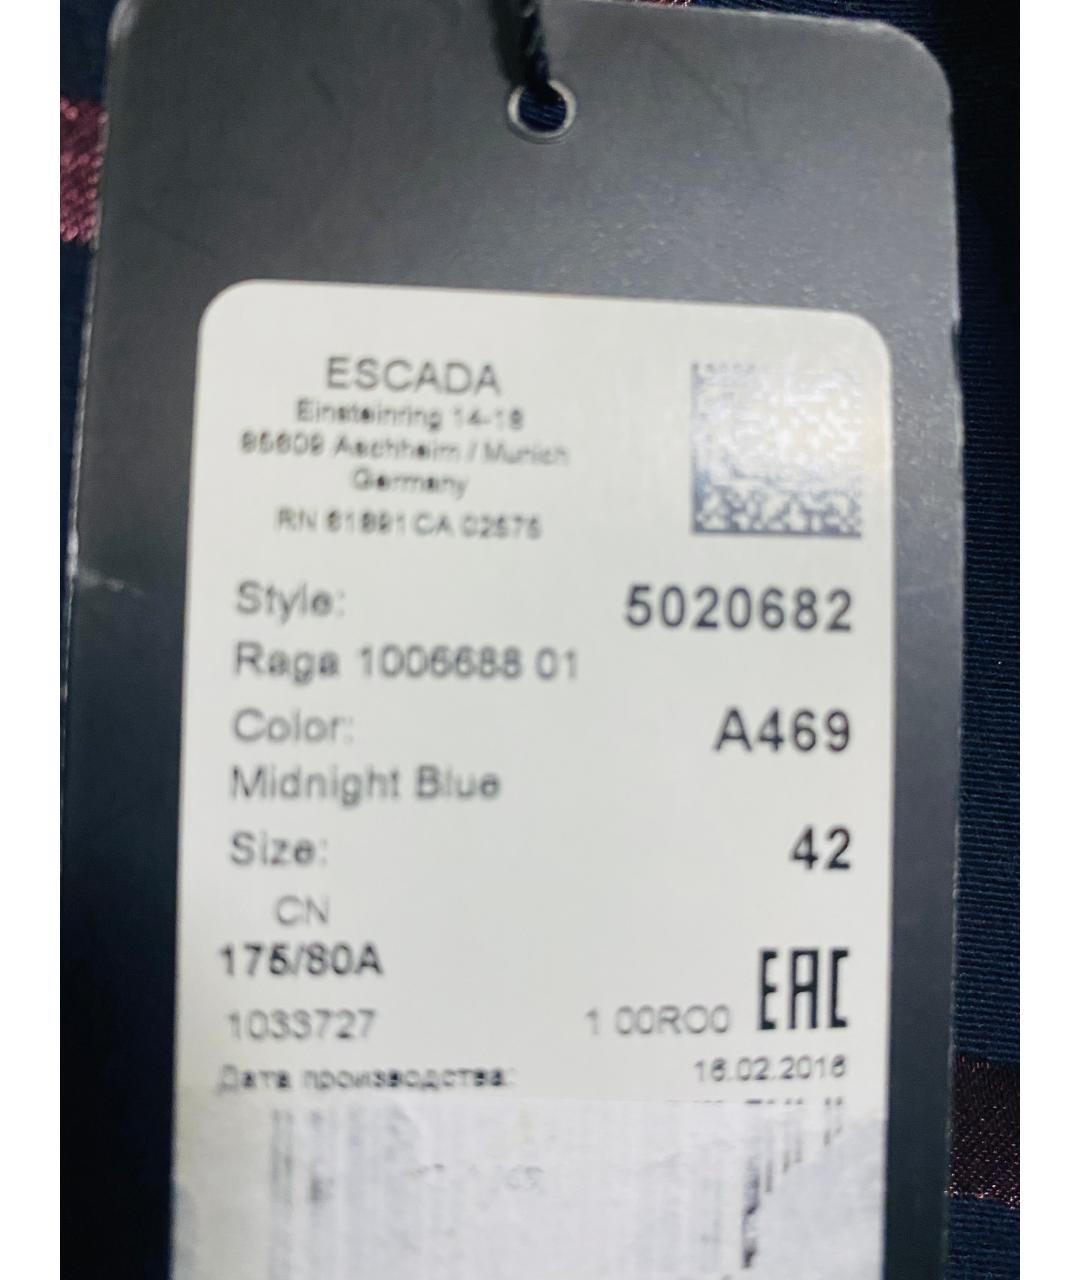 ESCADA
Einsteinring 14-18
85609 Aschheim / Munich
Germany
RN 61891 CA 02575
Style: 5020682
Raga 1006688 01
Color: A469
Midnight Blue
Size: 42
CN
175/80A
1033727 1 00RO0 EAC
Дата производства: 16.02.2016